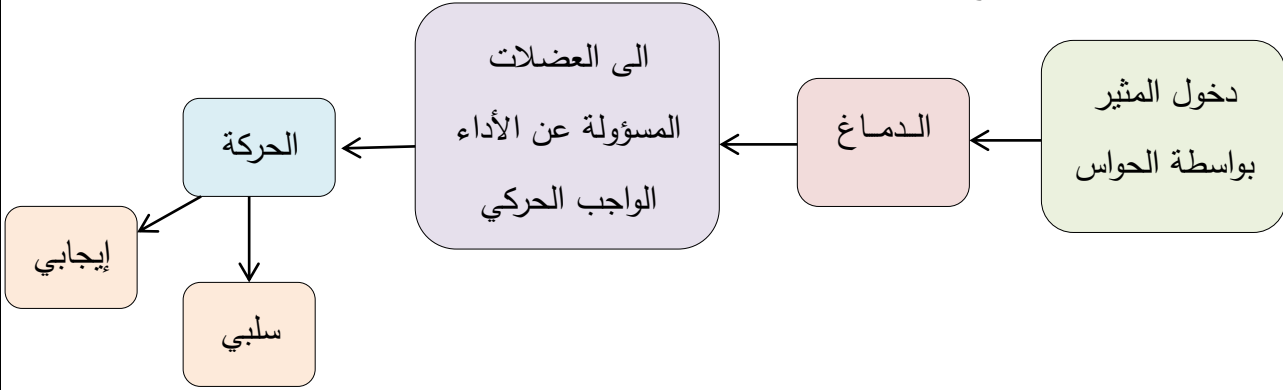 دخول المثير
بواسطة الحواس
الـدمـاغ
الى العضلات
المسؤولة عن الأداء
الواجب الحركي
الحركة
إيجابي
سلبي